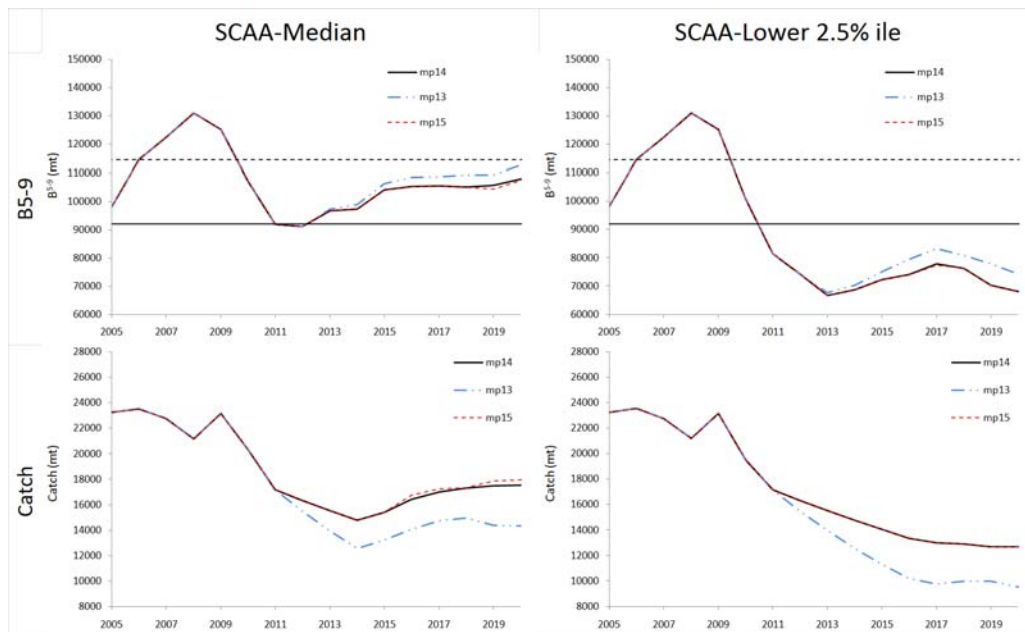 SCAA-Median
SCAA-Lower 2.5% ile
B5-9
B⁵⁻⁹ (mt)
150000
140000
130000
120000
110000
100000
90000
80000
70000
60000
2005 2007 2009 2011 2013 2015 2017 2019
mp14
mp13
mp15
B⁵⁻⁹ (mt)
150000
140000
130000
120000
110000
100000
90000
80000
70000
60000
2005 2007 2009 2011 2013 2015 2017 2019
mp14
mp13
mp15
Catch
Catch (mt)
28000
26000
24000
22000
20000
18000
16000
14000
12000
10000
8000
2005 2007 2009 2011 2013 2015 2017 2019
mp14
mp13
mp15
Catch (mt)
28000
26000
24000
22000
20000
18000
16000
14000
12000
10000
8000
2005 2007 2009 2011 2013 2015 2017 2019
mp14
mp13
mp15